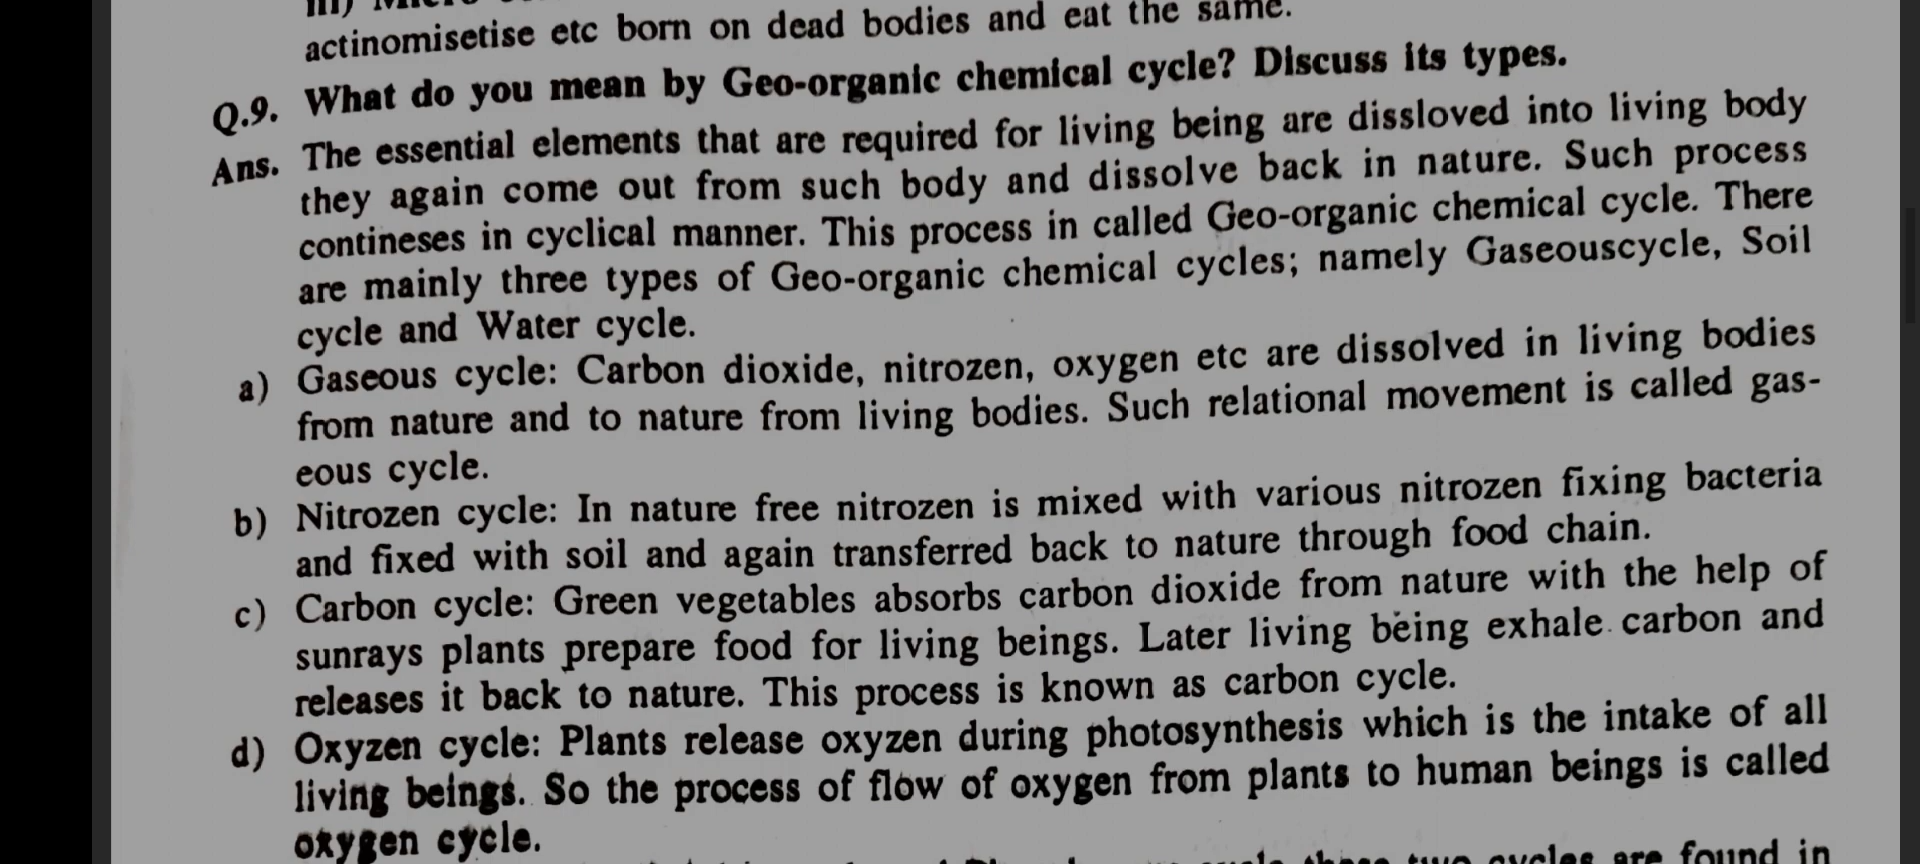 actinomisetise etc born on dead bodies and eat the same.
Q.9. What do you mean by Geo-organic chemical cycle? Discuss its types.
Ans. The essential elements that are required for living being are dissloved into living body
they again come out from such body and dissolve back in nature. Such process
contineses in cyclical manner. This process in called Geo-organic chemical cycle. There
are mainly three types of Geo-organic chemical cycles; namely Gaseouscycle, Soil
cycle and Water cycle.
a) Gaseous cycle: Carbon dioxide, nitrozen, oxygen etc are dissolved in living bodies
from nature and to nature from living bodies. Such relational movement is called gas-
eous cycle.
b) Nitrozen cycle: In nature free nitrozen is mixed with various nitrozen fixing bacteria
and fixed with soil and again transferred back to nature through food chain.
c) Carbon cycle: Green vegetables absorbs carbon dioxide from nature with the help of
sunrays plants prepare food for living beings. Later living being exhale carbon and
releases it back to nature. This process is known as carbon cycle.
d) Oxyzen cycle: Plants release oxyzen during photosynthesis which is the intake of all
living beings. So the process of flow of oxygen from plants to human beings is called
oxygen cycle.
two cycles are found in